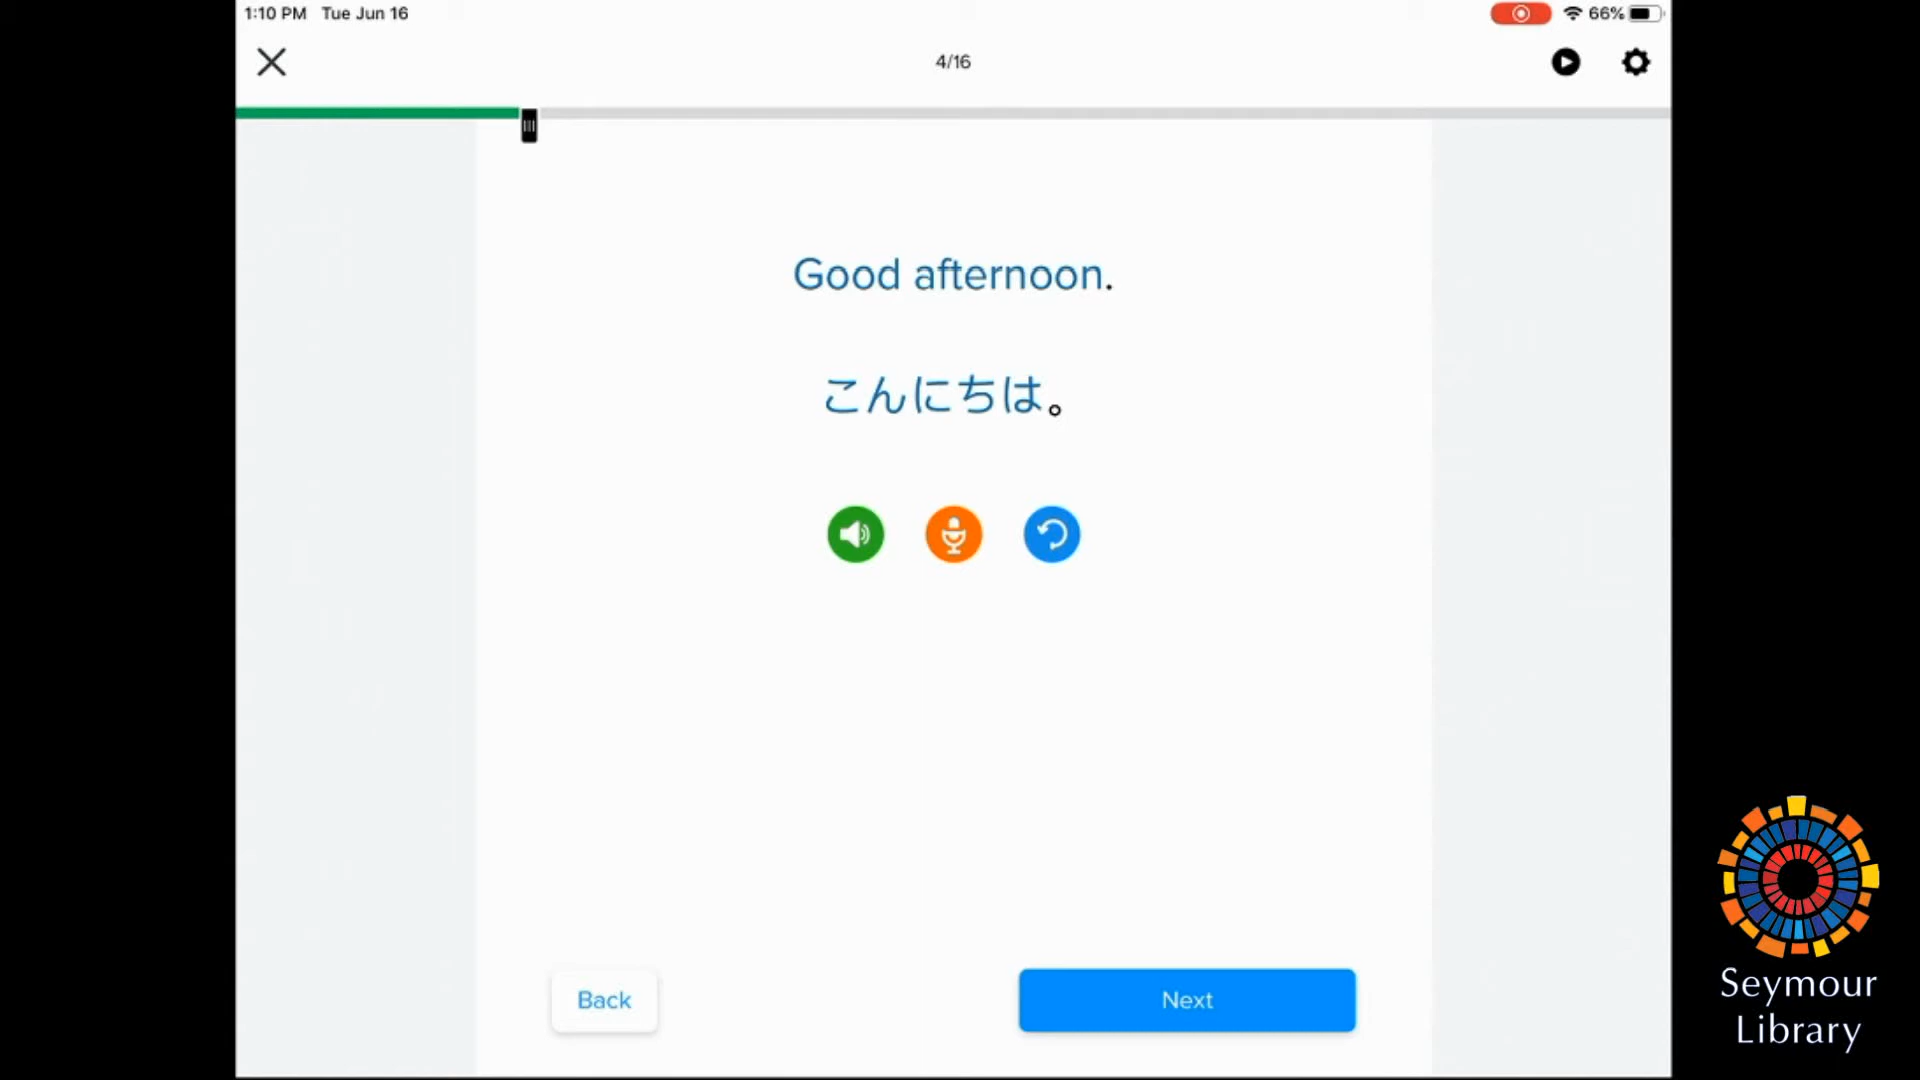 1:10 PM Tue Jun 16
66%
4/16
Good afternoon.
こんにちは。
Back
Next
Seymour
Library